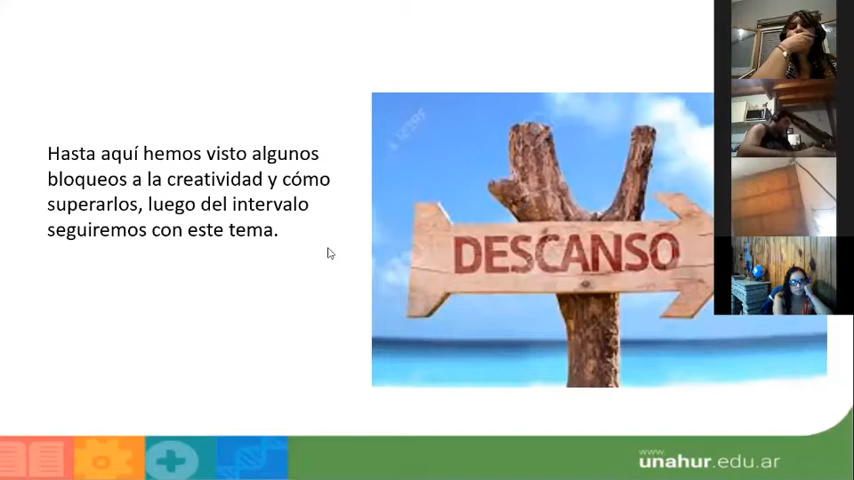 Hasta aquí hemos visto algunos
bloqueos a la creatividad y cómo
superarlos, luego del intervalo
seguiremos con este tema.
DESCANSO
www.
unahur.edu.ar